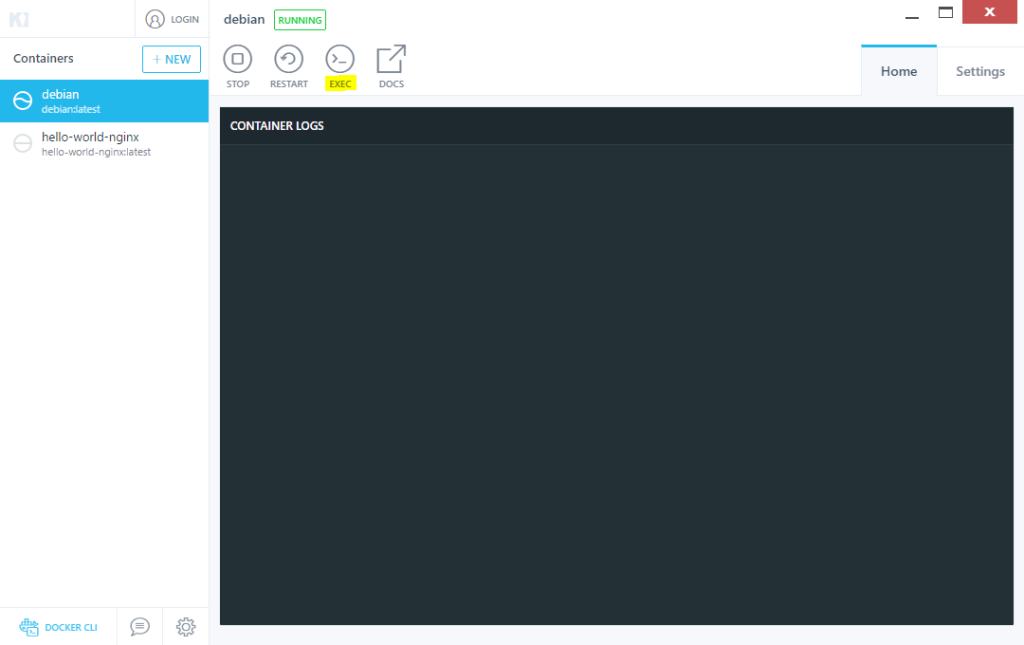 LOGIN
debian RUNNING
Containers
+ NEW
STOP RESTART EXEC DOCS
Home Settings
debian
debian:latest
hello-world-nginx
hello-world-nginx:latest
CONTAINER LOGS
DOCKER CLI